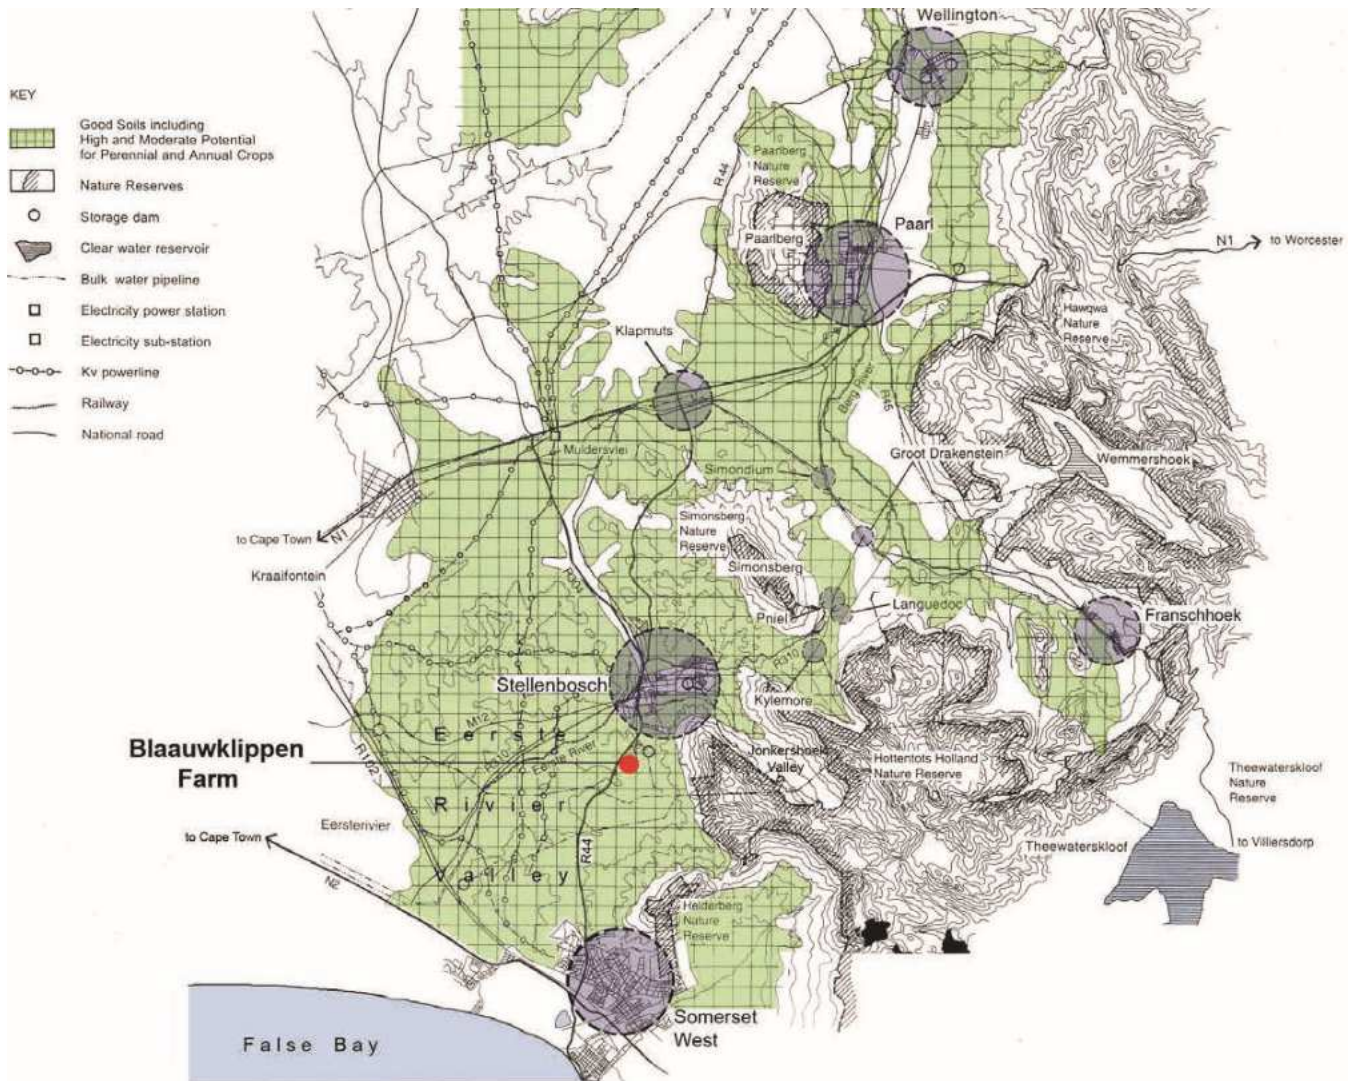 KEY
Good Soils including
High and Moderate Potential
for Perennial and Annual Crops
Nature Reserves
Storage dam
Clear water reservoir
Bulk water pipeline
Electricity power station
Electricity sub-station
Kv powerline
Railway
National road
Wellington
Paarlberg
Nature
Reserve
R44
Paarl
Paarlberg
N1
to Worcester
Hawqwa
Nature
Reserve
Klapmuts
Berg River
R45
Muldersvlei
Groot Drakenstein
Wemmershoek
Simondium
Simonsberg
Nature
Reserve
to Cape Town
N1
Kraaifontein
R304
Simonsberg
Languedoc
Pniel
Franschhoek
R310
Stellenbosch
Kylemore
M12
Eerste
R310
Eerste River
Blaauwklippen
Farm
R102
Jonkershoek
Valley
Hottentots Holland
Nature Reserve
Theewaterskloof
Nature
Reserve
Rivier
Eersterivier
to Cape Town
N2
R44
Theewaterskloof
to Villiersdorp
Valley
Helderberg
Nature
Reserve
Somerset
West
False Bay